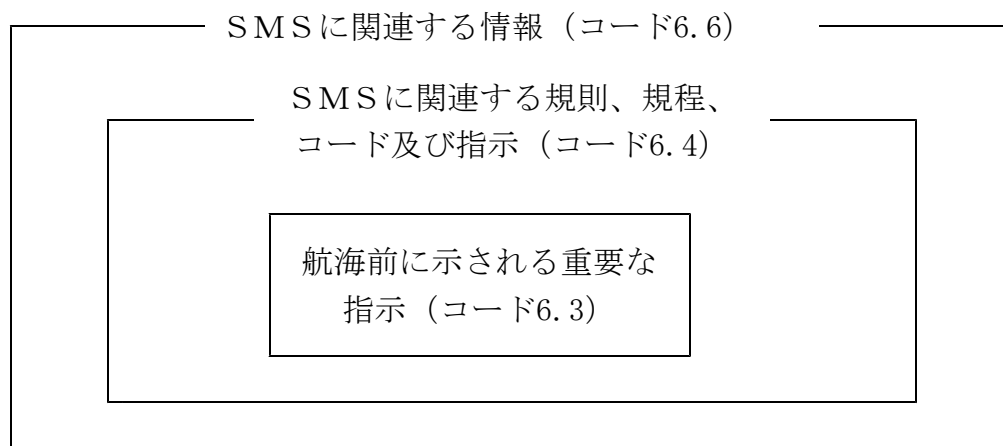 ＳＭＳに関連する情報（コード6.6）
ＳＭＳに関連する規則、規程、
コード及び指示（コード6.4）
航海前に示される重要な
指示（コード6.3）